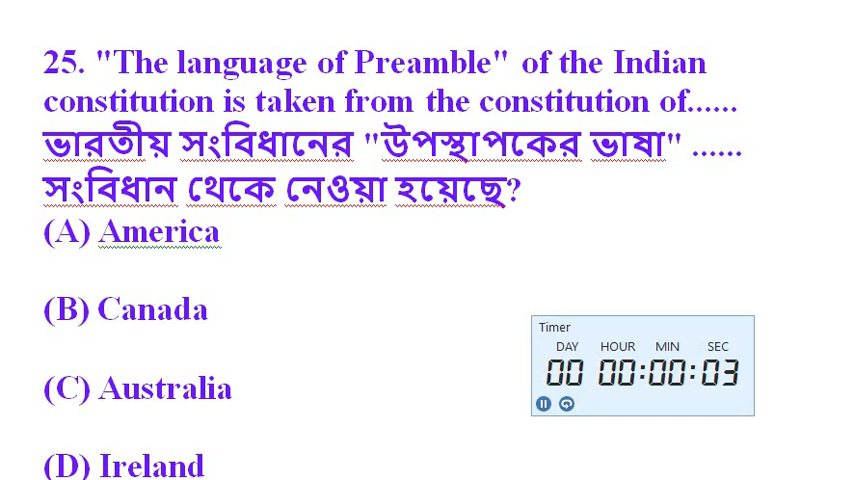 25. "The language of Preamble" of the Indian
constitution is taken from the constitution of......
ভারতীয় সংবিধানের "উপস্থাপকের ভাষা" ......
সংবিধান থেকে নেওয়া হয়েছে?
(A) America
(B) Canada
Timer
DAY HOUR MIN SEC
00 00:00:03
(C) Australia
(D) Ireland